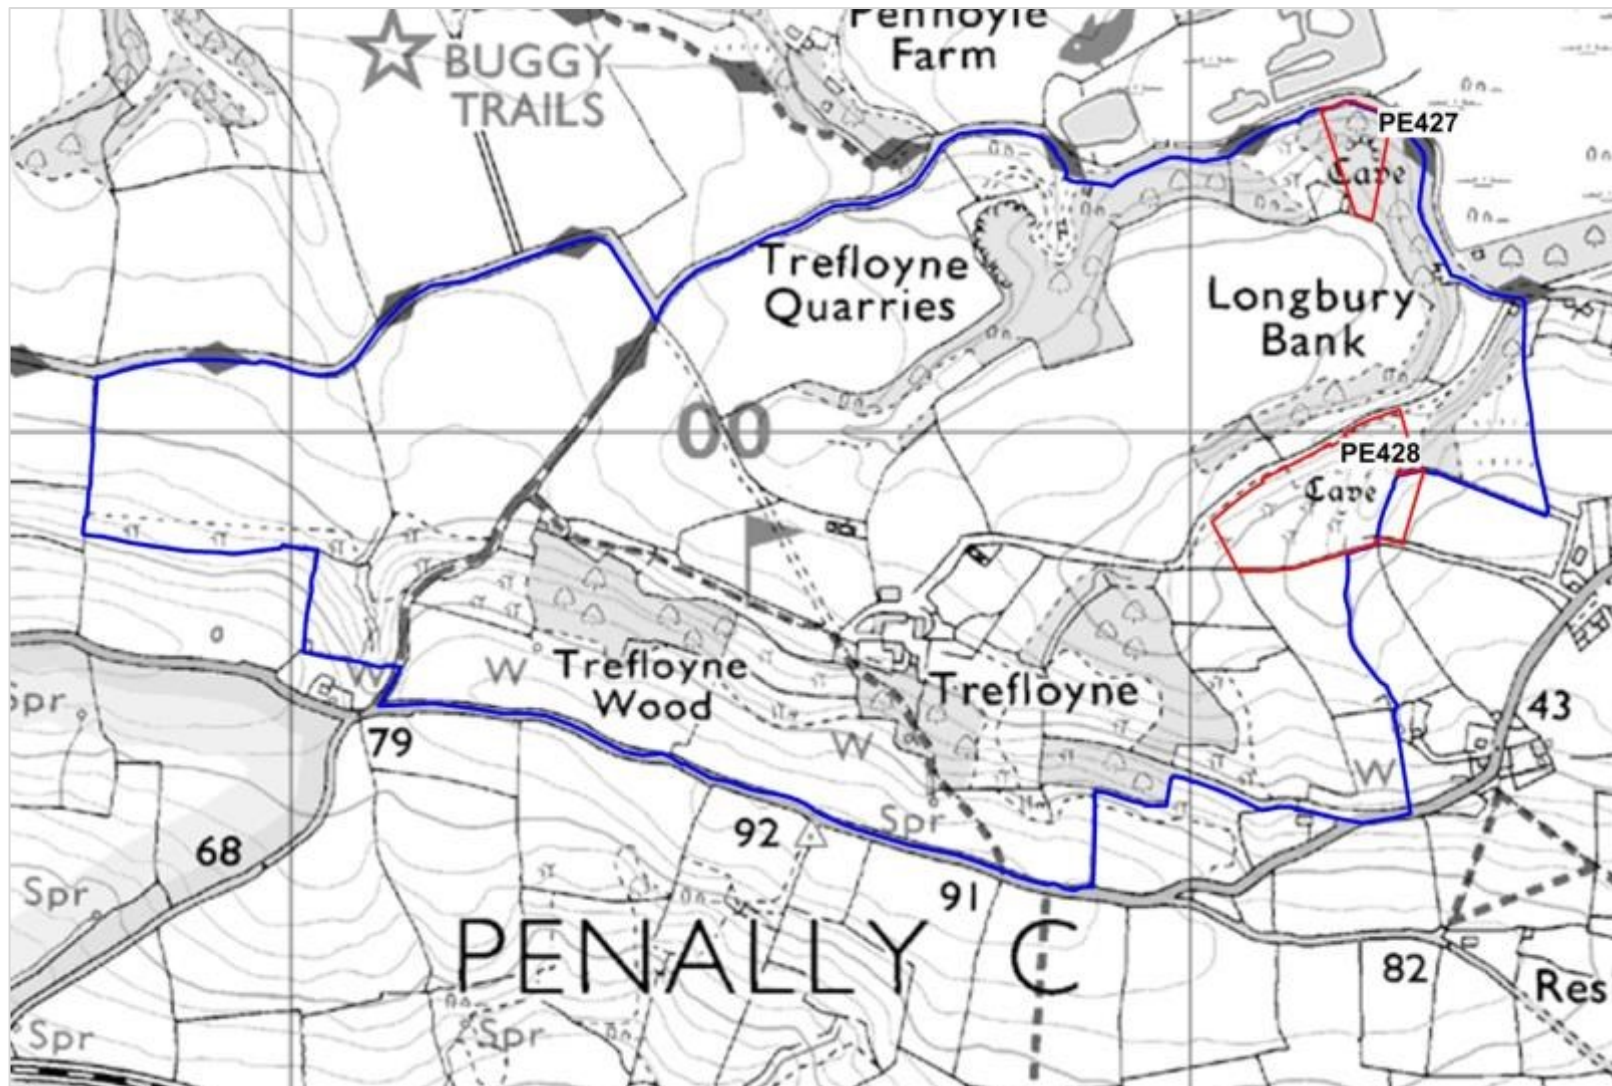 Pennoyle
Farm
BUGGY
TRAILS
PE427
Cave
Trefloyne
Quarries
Longbury
Bank
00
PE428
Cave
Trefloyne
Wood
W
W
Trefloyne
W
Spr
79
43
W
68
92
Spr
Spr
91
PENALLY C
82
Res
Spr
Spr